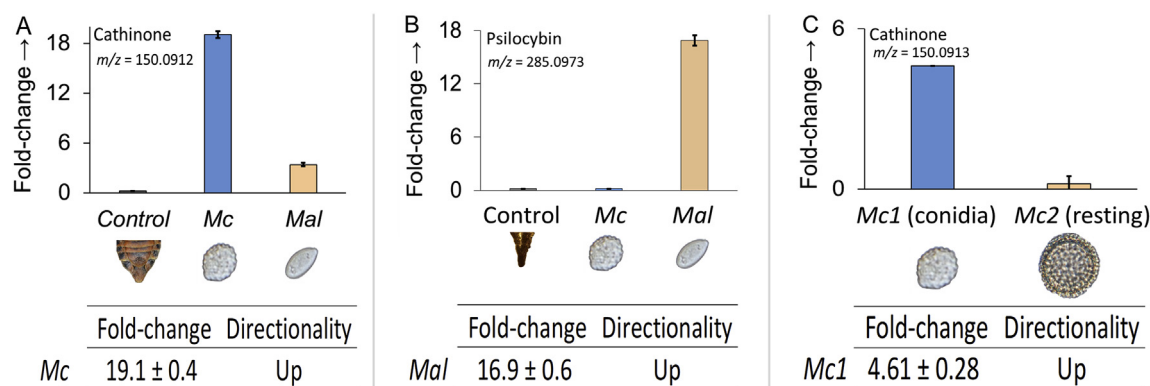 A
Cathinone
m/z = 150.0912
Fold-change →
18
12
6
0
Control Mc Mal
Fold-change Directionality
Mc 19.1 ± 0.4 Up
B
Psilocybin
m/z = 285.0973
Fold-change →
18
12
6
0
Control Mc Mal
Fold-change Directionality
Mal 16.9 ± 0.6 Up
C
Cathinone
m/z = 150.0913
Fold-change →
6
0
Mc1 (conidia) Mc2 (resting)
Fold-change Directionality
Mc1 4.61 ± 0.28 Up